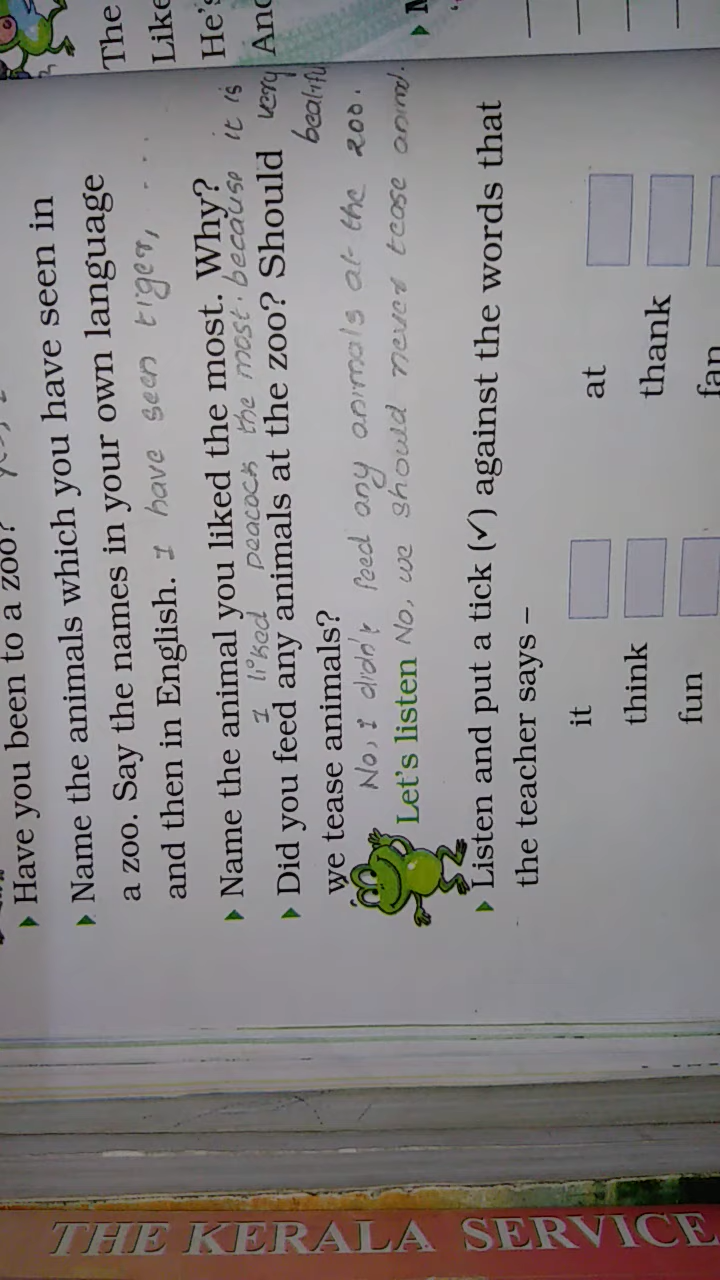 The
Like
He's
▸ Have you been to a zoo?
▸ Name the animals which you have seen in
a zoo. Say the names in your own language
and then in English. I have seen tiger, ...
▸ Name the animal you liked the most. Why?
I liked peacock the most. because it is very beatiful
▸ Did you feed any animals at the zoo? Should
we tease animals?
No, I didn't feed any animals at the zoo.
Let's listen No, we should never tease animl.
▸ Listen and put a tick (✓) against the words that
the teacher says –
it at
think thank
fun fan
THE KERALA SERVICE